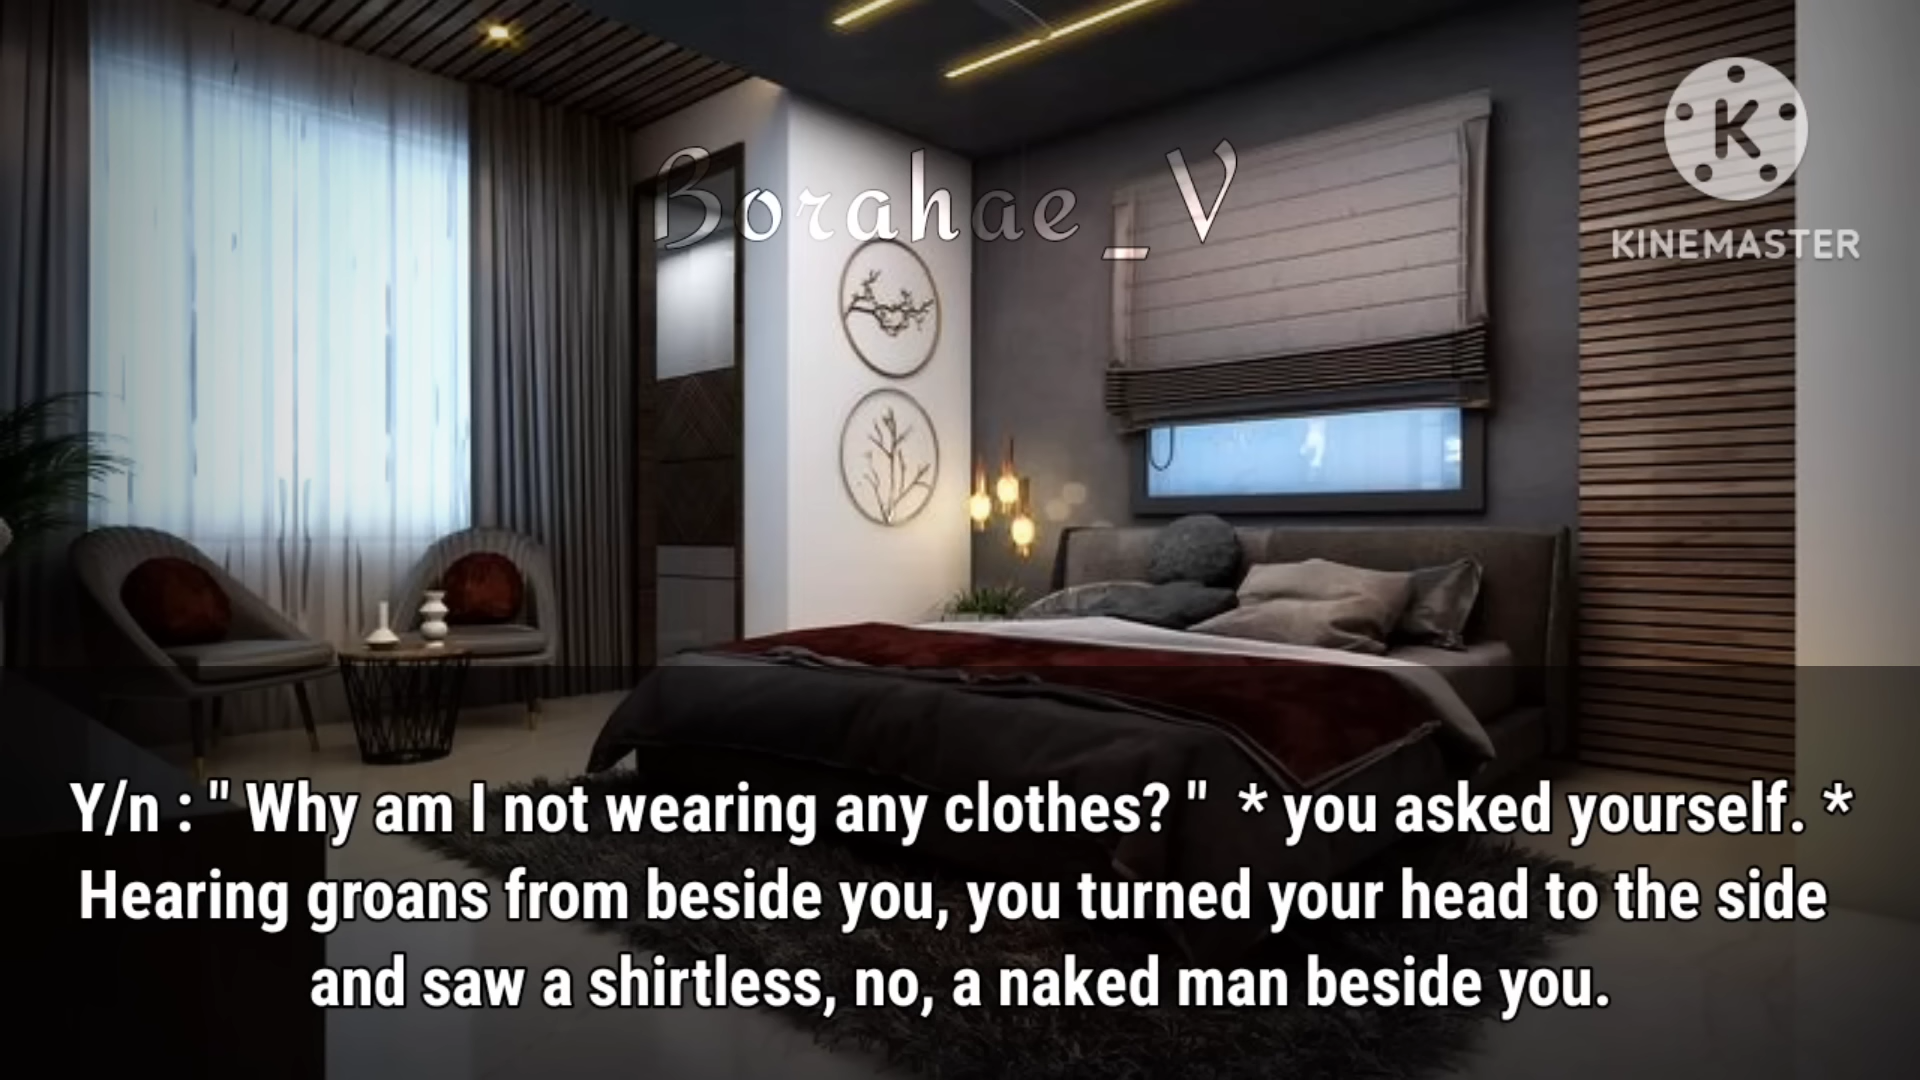 Borahae_V
K
KINEMASTER
Y/n : " Why am I not wearing any clothes? "  * you asked yourself. *
Hearing groans from beside you, you turned your head to the side
and saw a shirtless, no, a naked man beside you.